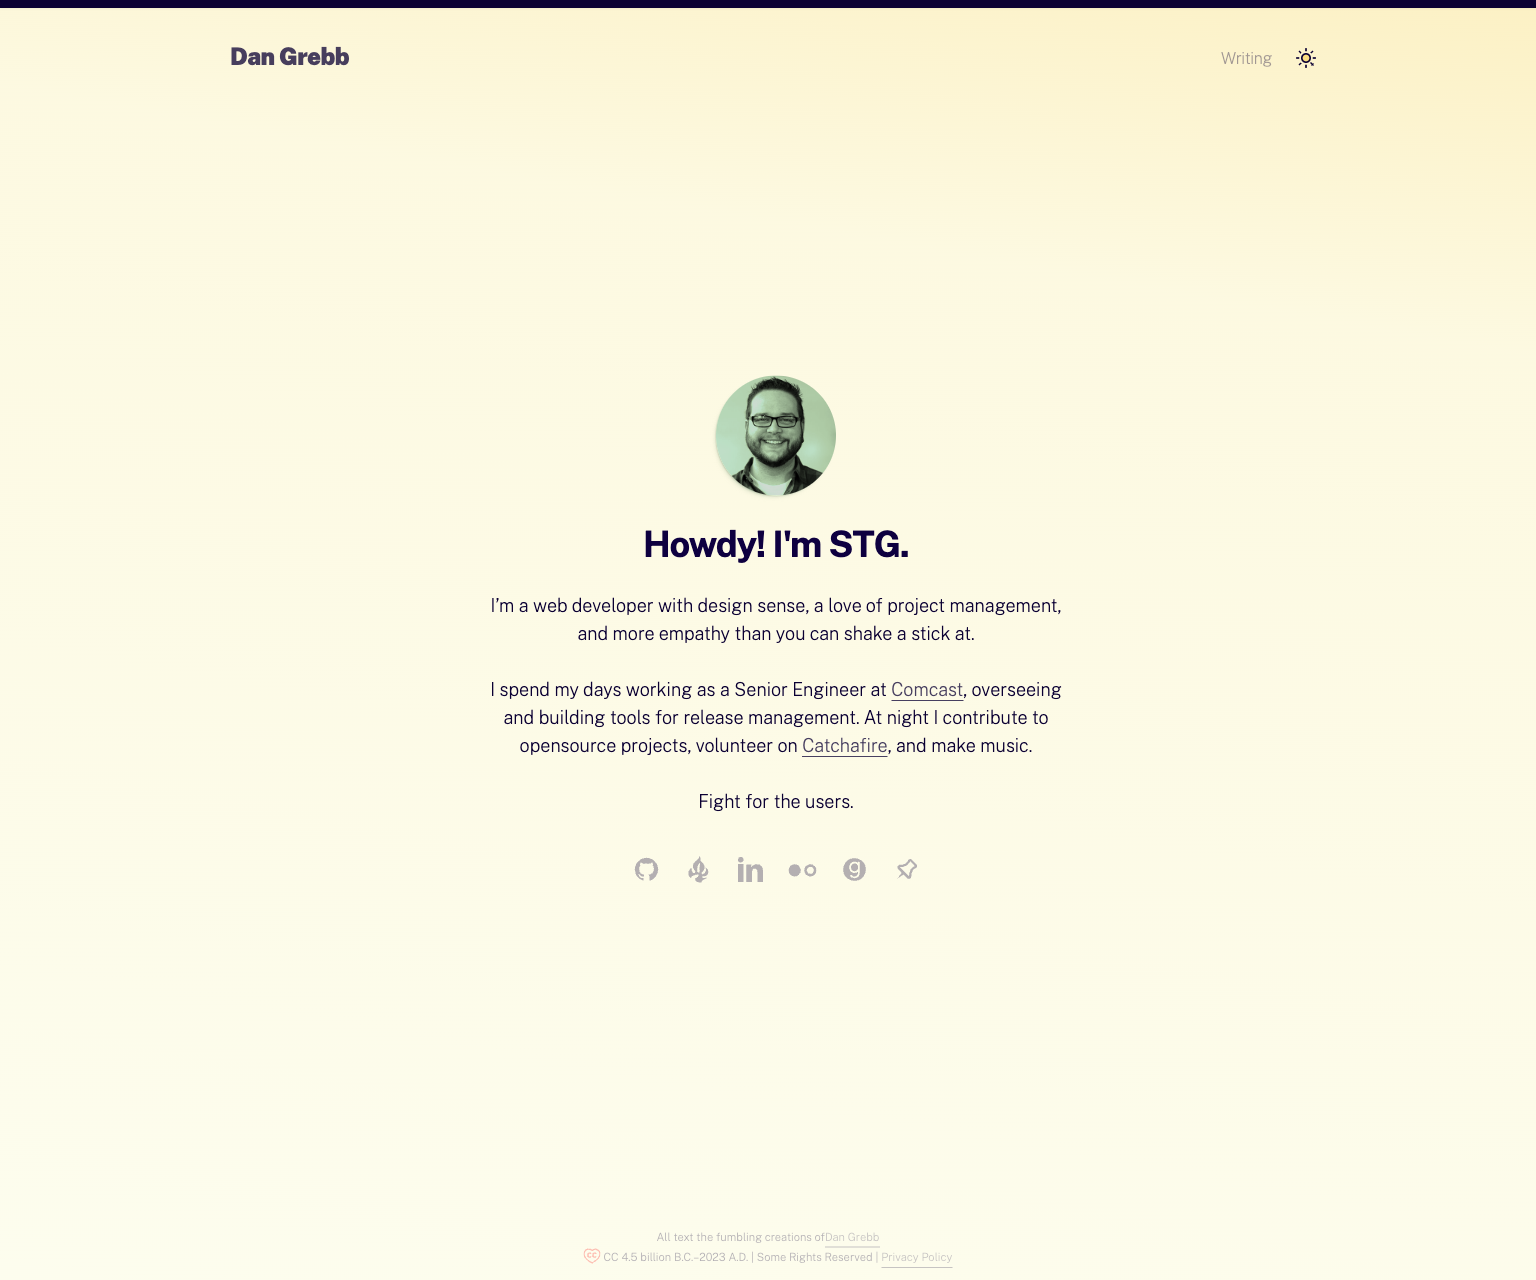 Dan Grebb
Writing
Howdy! I'm STG.
I’m a web developer with design sense, a love of project management,
and more empathy than you can shake a stick at.
I spend my days working as a Senior Engineer at Comcast, overseeing
and building tools for release management. At night I contribute to
opensource projects, volunteer on Catchafire, and make music.
Fight for the users.
All text the fumbling creations ofDan Grebb
CC 4.5 billion B.C.–2023 A.D. | Some Rights Reserved | Privacy Policy